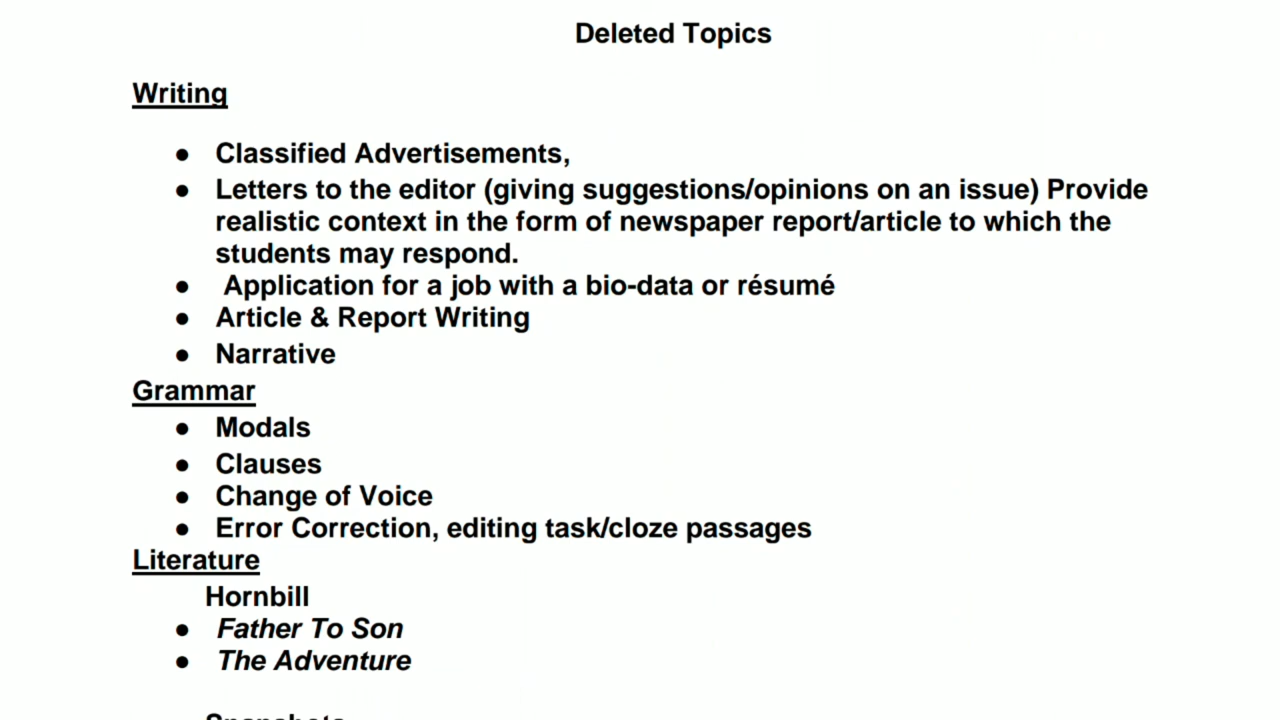 Deleted Topics
Writing
● Classified Advertisements,
● Letters to the editor (giving suggestions/opinions on an issue) Provide
realistic context in the form of newspaper report/article to which the
students may respond.
● Application for a job with a bio-data or résumé
● Article & Report Writing
● Narrative
Grammar
● Modals
● Clauses
● Change of Voice
● Error Correction, editing task/cloze passages
Literature
Hornbill
● Father To Son
● The Adventure